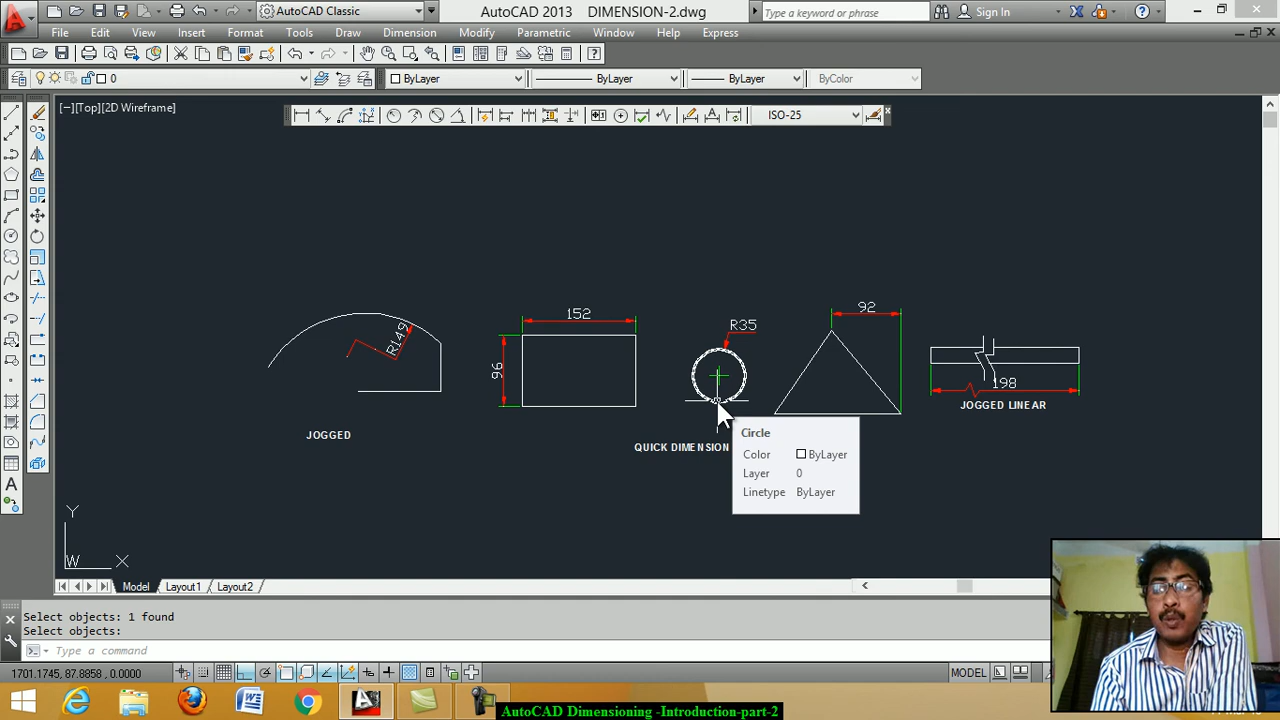 AutoCAD Classic
AutoCAD 2013 DIMENSION-2.dwg
Type a keyword or phrase
Sign In
File Edit View Insert Format Tools Draw Dimension Modify Parametric Window Help Express
0
ByLayer
ByLayer
ByLayer
ByColor
[−][Top][2D Wireframe]
ISO-25
R149
JOGGED
152
96
R35
92
QUICK DIMENSION
198
JOGGED LINEAR
Circle
Color ByLayer
Layer 0
Linetype ByLayer
Y
W X
Model Layout1 Layout2
Select objects: 1 found
Select objects:
Type a command
1701.1745, 87.8858, 0.0000
MODEL
AutoCAD Dimensioning -Introduction-part-2